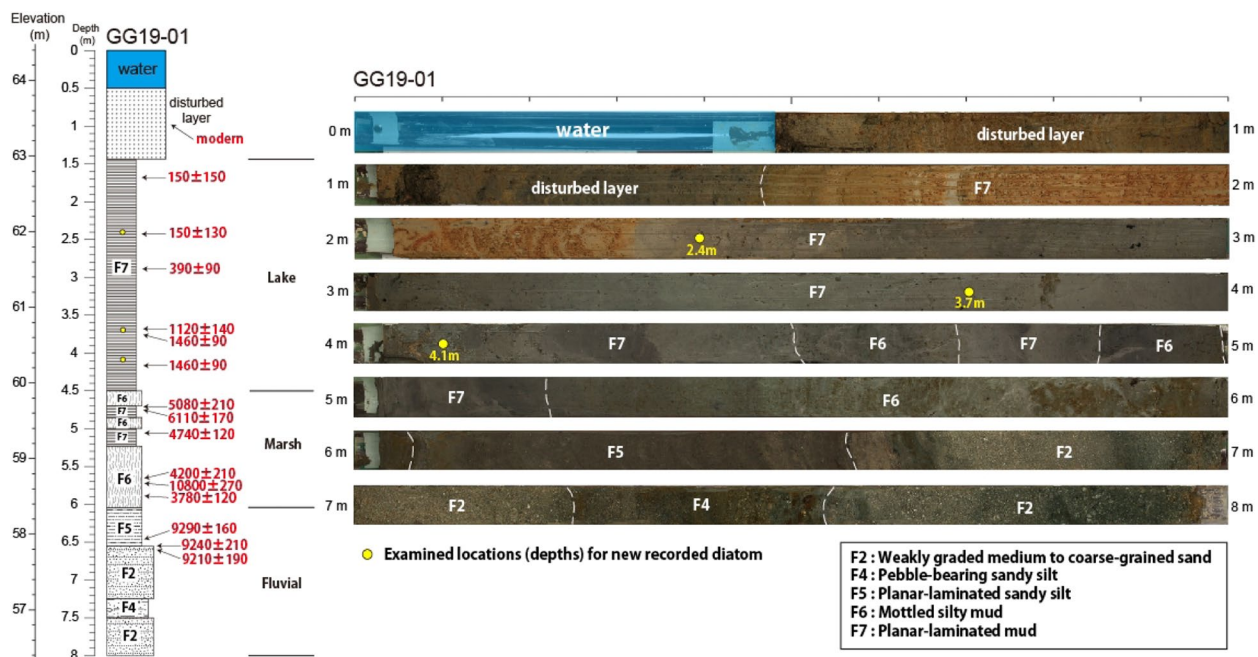 Elevation
(m)
Depth
(m)
GG19-01
0
water
64
0.5
disturbed
layer
1
modern
63
1.5
150±150
2
62
2.5
150±130
F7
390±90
3
Lake
61
3.5
1120±140
1460±90
4
1460±90
60
4.5
F6
5080±210
F7
6110±170
F6
5
F7
4740±120
Marsh
59
5.5
F6
4200±210
10800±270
3780±120
6
58
F5
9290±160
6.5
9240±210
9210±190
F2
7
Fluvial
57
F4
7.5
F2
8
GG19-01
0 m water disturbed layer 1 m
1 m disturbed layer F7 2 m
2 m 2.4m F7 3 m
3 m F7 3.7m 4 m
4 m 4.1m F7 F6 F7 F6 5 m
5 m F7 F6 6 m
6 m F5 F2 7 m
7 m F2 F4 F2 8 m
Examined locations (depths) for new recorded diatom
F2 : Weakly graded medium to coarse-grained sand
F4 : Pebble-bearing sandy silt
F5 : Planar-laminated sandy silt
F6 : Mottled silty mud
F7 : Planar-laminated mud